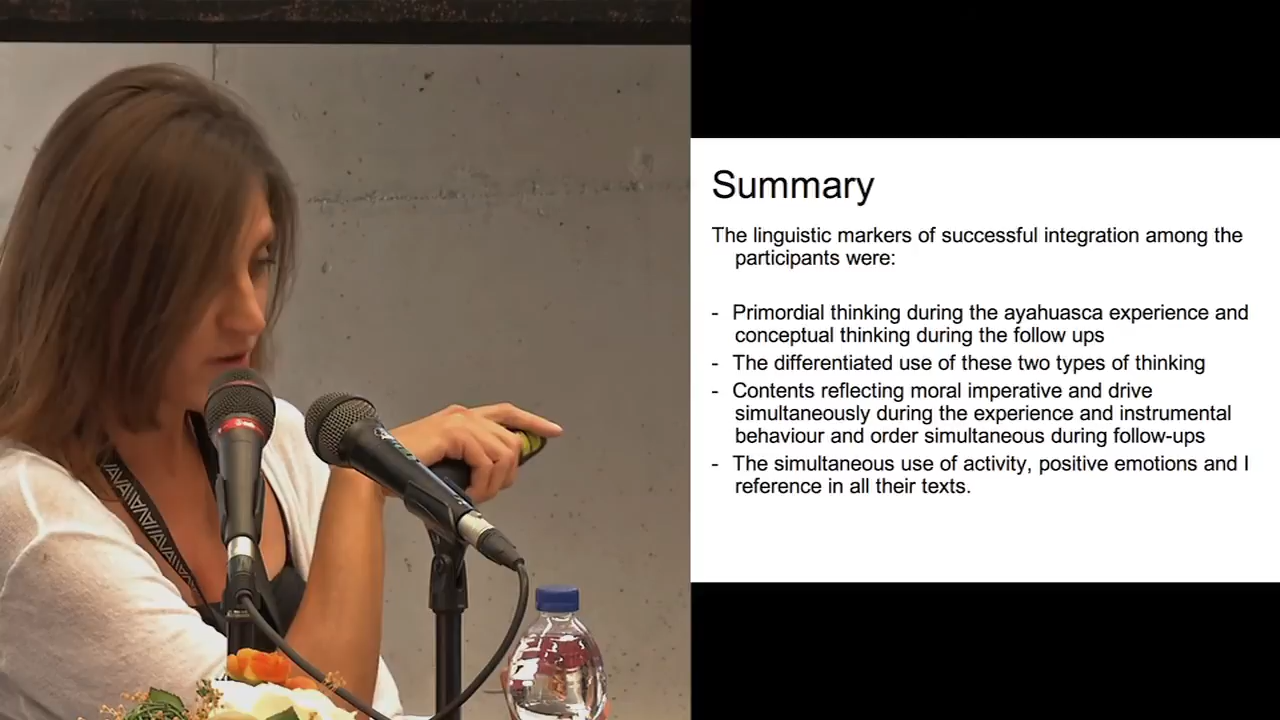 Summary
The linguistic markers of successful integration among the
participants were:
- Primordial thinking during the ayahuasca experience and
conceptual thinking during the follow ups
- The differentiated use of these two types of thinking
- Contents reflecting moral imperative and drive
simultaneously during the experience and instrumental
behaviour and order simultaneous during follow-ups
- The simultaneous use of activity, positive emotions and I
reference in all their texts.